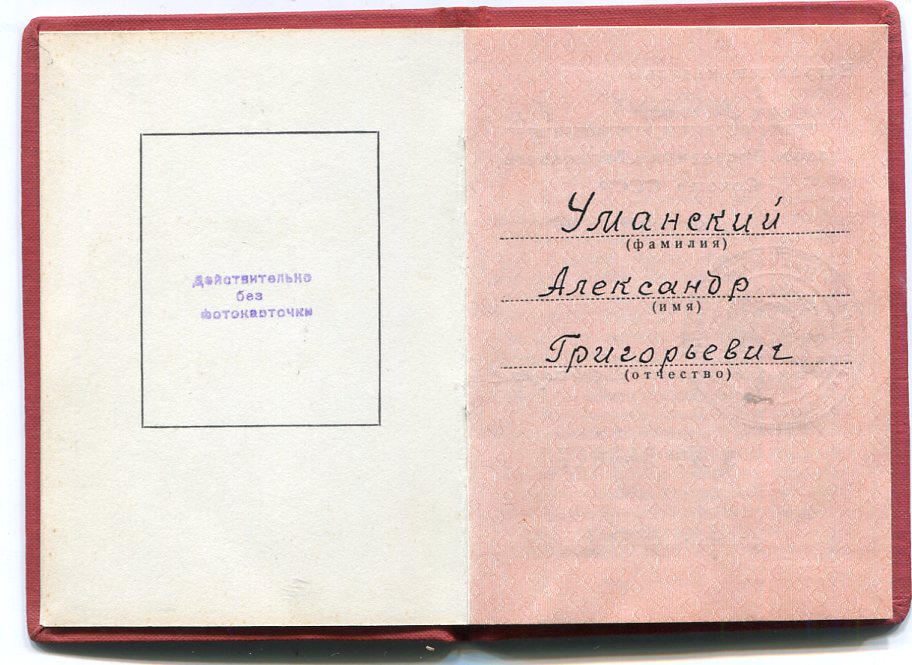 Действительно
без
фотокарточки
Уманский
(фамилия)
Александр
(имя)
Григорьевич
(отчество)